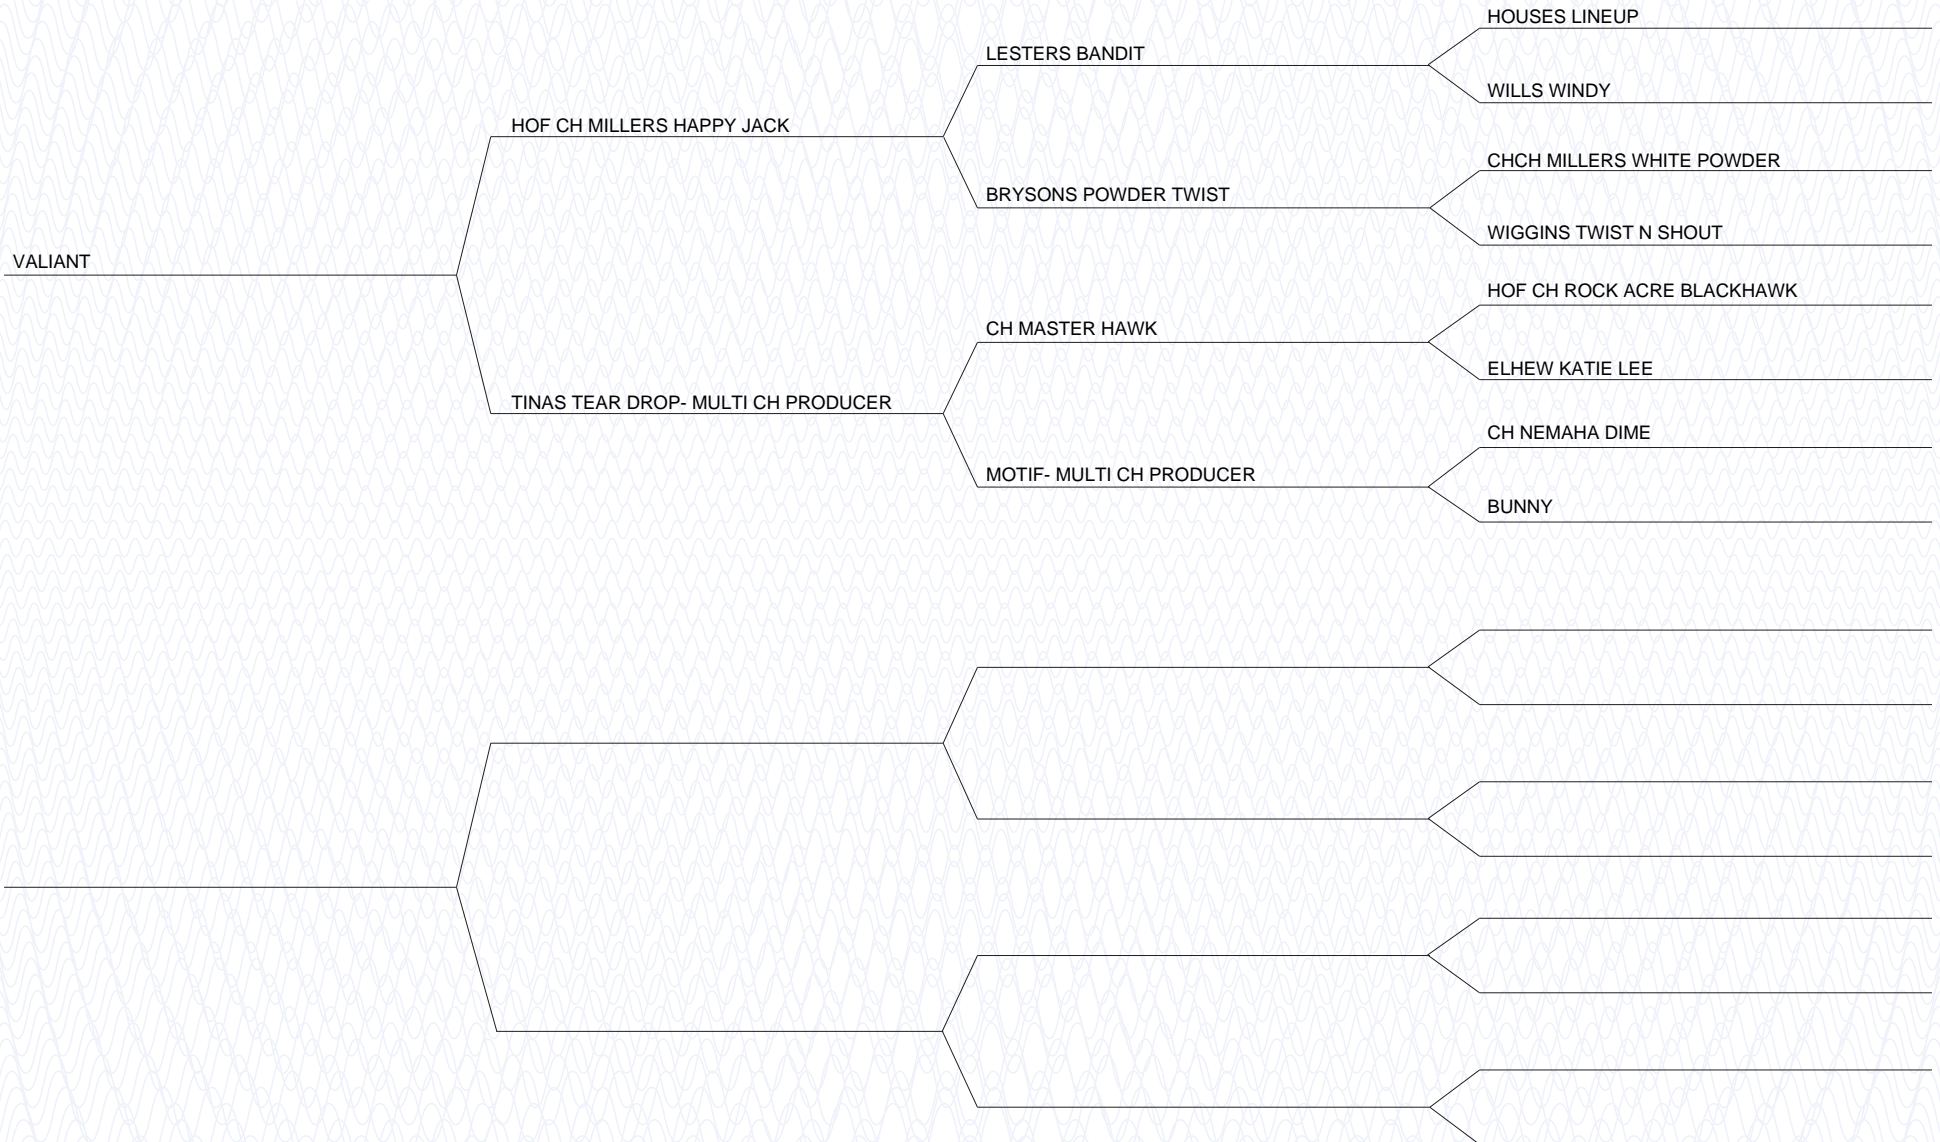 HOUSES LINEUP
LESTERS BANDIT
WILLS WINDY
HOF CH MILLERS HAPPY JACK
CHCH MILLERS WHITE POWDER
BRYSONS POWDER TWIST
WIGGINS TWIST N SHOUT
VALIANT
HOF CH ROCK ACRE BLACKHAWK
CH MASTER HAWK
ELHEW KATIE LEE
TINAS TEAR DROP- MULTI CH PRODUCER
CH NEMAHA DIME
MOTIF- MULTI CH PRODUCER
BUNNY